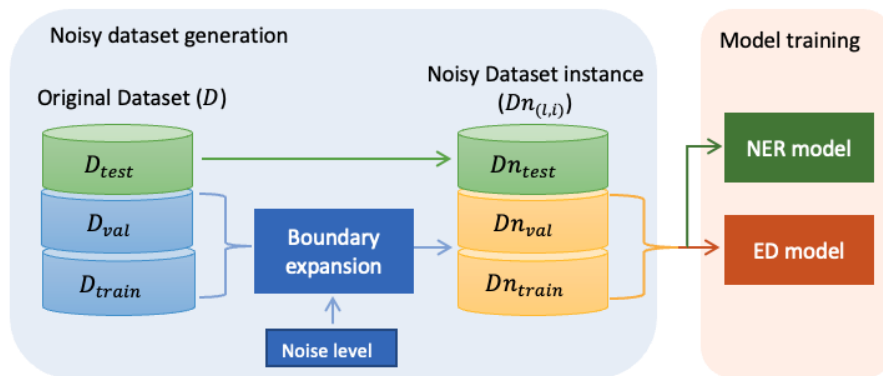 Noisy dataset generation
Model training
Original Dataset (D)
Noisy Dataset instance
(Dn(l,i))
Dtest
Dval
Dtrain
Boundary
expansion
Noise level
Dntest
Dnval
Dntrain
NER model
ED model